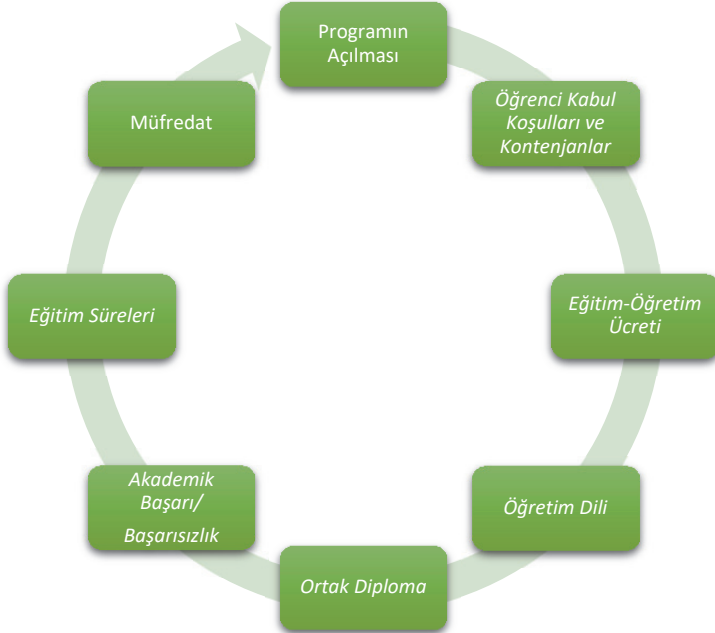 Programın
Açılması
Öğrenci Kabul
Koşulları ve
Kontenjanlar
Eğitim-Öğretim
Ücreti
Öğretim Dili
Ortak Diploma
Akademik
Başarı/
Başarısızlık
Eğitim Süreleri
Müfredat